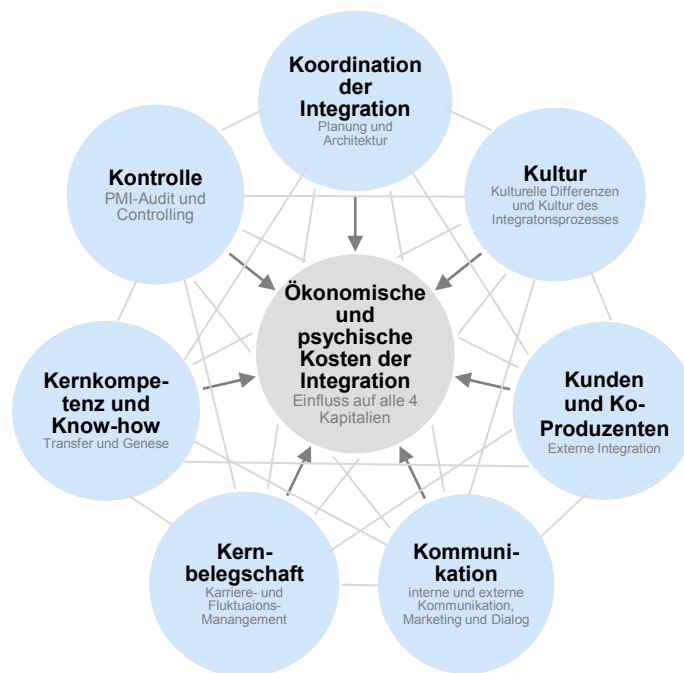 Koordination
der
Integration
Planung und
Architektur
Kontrolle
PMI-Audit und
Controlling
Kultur
Kulturelle Differenzen
und Kultur des
Integratonsprozesses
Ökonomische
und
psychische
Kosten der
Integration
Einfluss auf alle 4
Kapitalien
Kernkompe-
tenz und
Know-how
Transfer und Genese
Kunden
und Ko-
Produzenten
Externe Integration
Kern-
belegschaft
Karriere- und
Fluktuaions-
Manangement
Kommuni-
kation
interne und externe
Kommunikation,
Marketing und Dialog